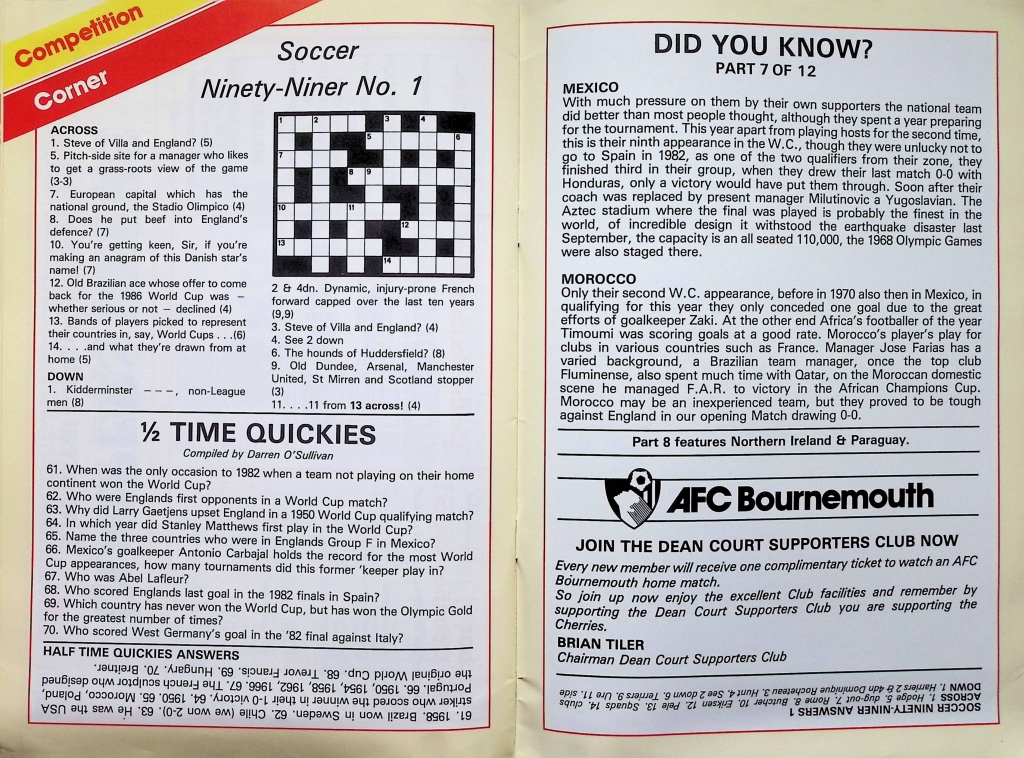 Competition
Corner
Soccer
Ninety-Niner No. 1
ACROSS
1. Steve of Villa and England? (5)
5. Pitch-side site for a manager who likes
to get a grass-roots view of the game
(3-3)
7. European capital which has the
national ground, the Stadio Olimpico (4)
8. Does he put beef into England's
defence? (7)
10. You're getting keen, Sir, if you're
making an anagram of this Danish star's
name! (7)
12. Old Brazilian ace whose offer to come
back for the 1986 World Cup was –
whether serious or not – declined (4)
13. Bands of players picked to represent
their countries in, say, World Cups . . .(6)
14. . . .and what they're drawn from at
home (5)
DOWN
1. Kidderminster – – –, non-League
men (8)
1 2 3 4
5 6
7
8 9
10 11
12
13
14
2 & 4dn. Dynamic, injury-prone French
forward capped over the last ten years
(9,9)
3. Steve of Villa and England? (4)
4. See 2 down
6. The hounds of Huddersfield? (8)
9. Old Dundee, Arsenal, Manchester
United, St Mirren and Scotland stopper
(3)
11. . . .11 from 13 across! (4)
½ TIME QUICKIES
Compiled by Darren O'Sullivan
61. When was the only occasion to 1982 when a team not playing on their home
continent won the World Cup?
62. Who were Englands first opponents in a World Cup match?
63. Why did Larry Gaetjens upset England in a 1950 World Cup qualifying match?
64. In which year did Stanley Matthews first play in the World Cup?
65. Name the three countries who were in Englands Group F in Mexico?
66. Mexico's goalkeeper Antonio Carbajal holds the record for the most World
Cup appearances, how many tournaments did this former 'keeper play in?
67. Who was Abel Lafleur?
68. Who scored Englands last goal in the 1982 finals in Spain?
69. Which country has never won the World Cup, but has won the Olympic Gold
for the greatest number of times?
70. Who scored West Germany's goal in the '82 final against Italy?
HALF TIME QUICKIES ANSWERS
61. 1958. Brazil won in Sweden. 62. Chile (we won 2-0). 63. He was the USA
striker who scored the winner in their 1-0 victory. 64. 1950. 65. Morocco, Poland,
Portugal. 66. 1950, 1954, 1958, 1962, 1966. 67. The French sculptor who designed
the original World Cup. 68. Trevor Francis. 69. Hungary. 70. Breitner.
DID YOU KNOW?
PART 7 OF 12
MEXICO
With much pressure on them by their own supporters the national team
did better than most people thought, although they spent a year preparing
for the tournament. This year apart from playing hosts for the second time,
this is their ninth appearance in the W.C., though they were unlucky not to
go to Spain in 1982, as one of the two qualifiers from their zone, they
finished third in their group, when they drew their last match 0-0 with
Honduras, only a victory would have put them through. Soon after their
coach was replaced by present manager Milutinovic a Yugoslavian. The
Aztec stadium where the final was played is probably the finest in the
world, of incredible design it withstood the earthquake disaster last
September, the capacity is an all seated 110,000, the 1968 Olympic Games
were also staged there.
MOROCCO
Only their second W.C. appearance, before in 1970 also then in Mexico, in
qualifying for this year they only conceded one goal due to the great
efforts of goalkeeper Zaki. At the other end Africa's footballer of the year
Timoumi was scoring goals at a good rate. Morocco's player's play for
clubs in various countries such as France. Manager Jose Farias has a
varied background, a Brazilian team manager, once the top club
Fluminense, also spent much time with Qatar, on the Moroccan domestic
scene he managed F.A.R. to victory in the African Champions Cup.
Morocco may be an inexperienced team, but they proved to be tough
against England in our opening Match drawing 0-0.
Part 8 features Northern Ireland & Paraguay.
AFC Bournemouth
JOIN THE DEAN COURT SUPPORTERS CLUB NOW
Every new member will receive one complimentary ticket to watch an AFC
Bournemouth home match.
So join up now enjoy the excellent Club facilities and remember by
supporting the Dean Court Supporters Club you are supporting the
Cherries.
BRIAN TILER
Chairman Dean Court Supporters Club
SOCCER NINETY-NINER ANSWERS 1
ACROSS 1. Hodge 5. dug-out 7. Rome 8. Butcher 10. Eriksen 12. Pele 13. Squads 14. clubs
DOWN 1. Harriers 2 & 4dn Dominique Rocheteau 3. Hunt 4. See 2 down 6. Terriers 9. Ure 11. side